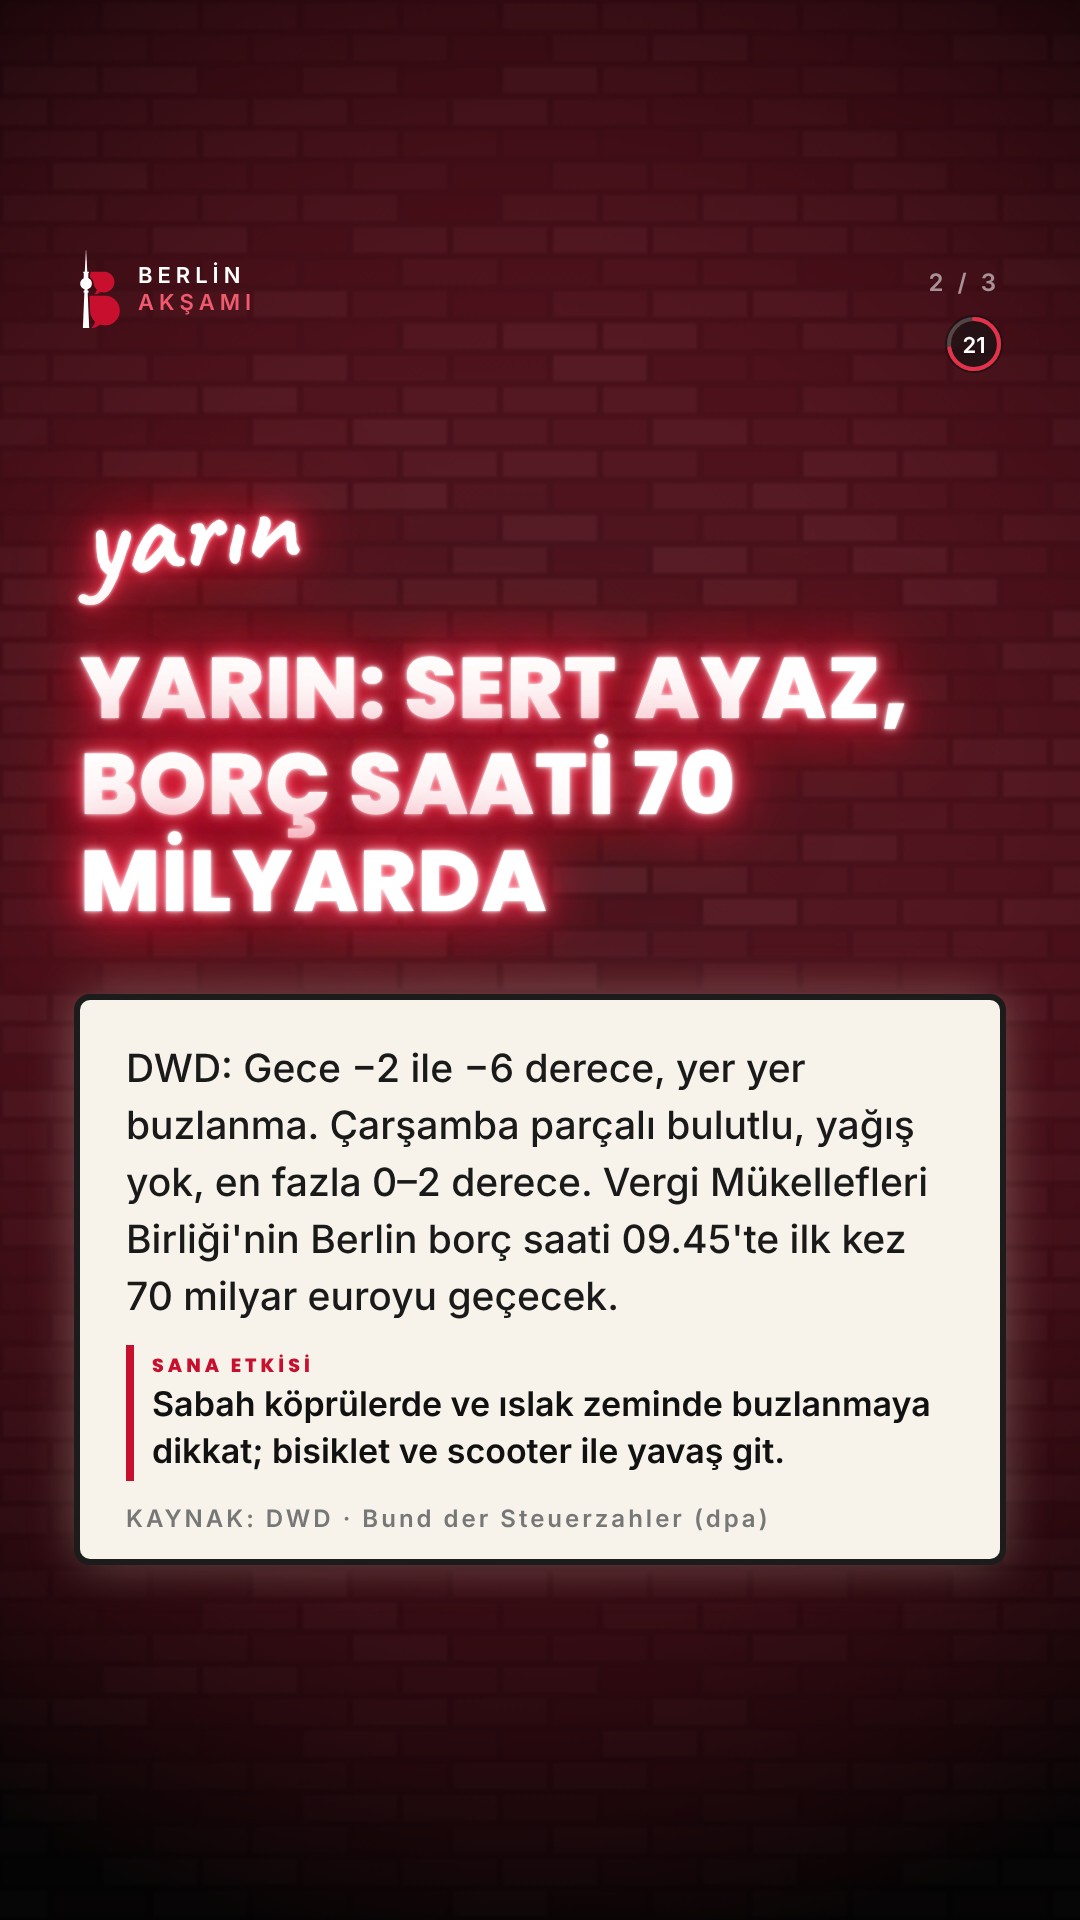 BERLİN
AKŞAMI
2 / 3
21
yarın
YARIN: SERT AYAZ,
BORÇ SAATİ 70
MİLYARDA
DWD: Gece −2 ile −6 derece, yer yer
buzlanma. Çarşamba parçalı bulutlu, yağış
yok, en fazla 0–2 derece. Vergi Mükellefleri
Birliği'nin Berlin borç saati 09.45'te ilk kez
70 milyar euroyu geçecek.
SANA ETKİSİ
Sabah köprülerde ve ıslak zeminde buzlanmaya
dikkat; bisiklet ve scooter ile yavaş git.
KAYNAK: DWD · Bund der Steuerzahler (dpa)